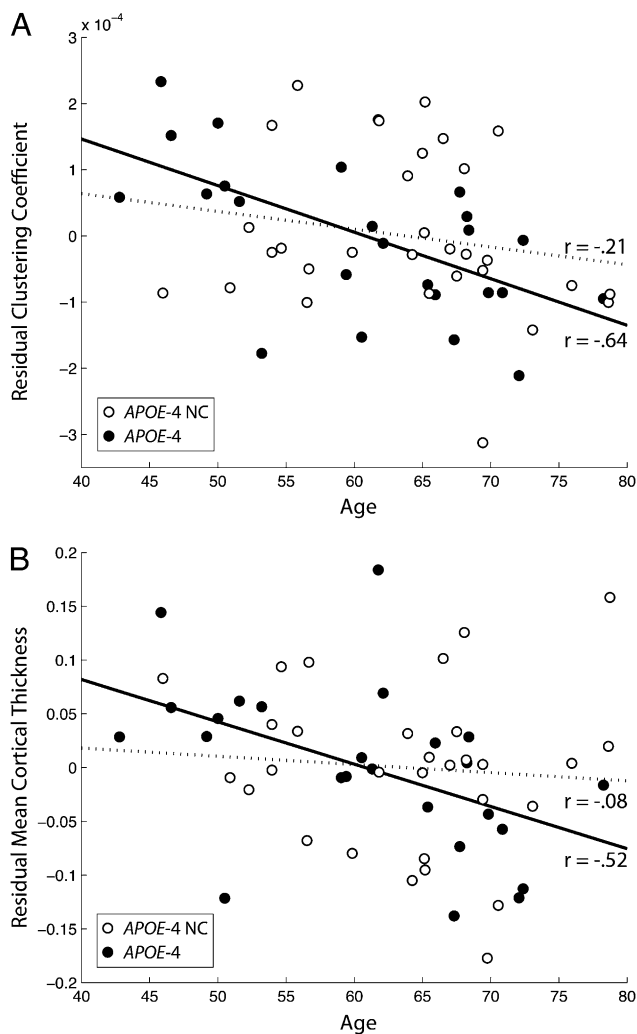 A
x 10⁻⁴
Residual Clustering Coefficient
3
2
1
0
−1
−2
−3
r = -.21
r = -.64
APOE-4 NC
APOE-4
40 45 50 55 60 65 70 75 80
Age
B
Residual Mean Cortical Thickness
0.2
0.15
0.1
0.05
0
−0.05
−0.1
−0.15
−0.2
r = -.08
r = -.52
APOE-4 NC
APOE-4
40 45 50 55 60 65 70 75 80
Age